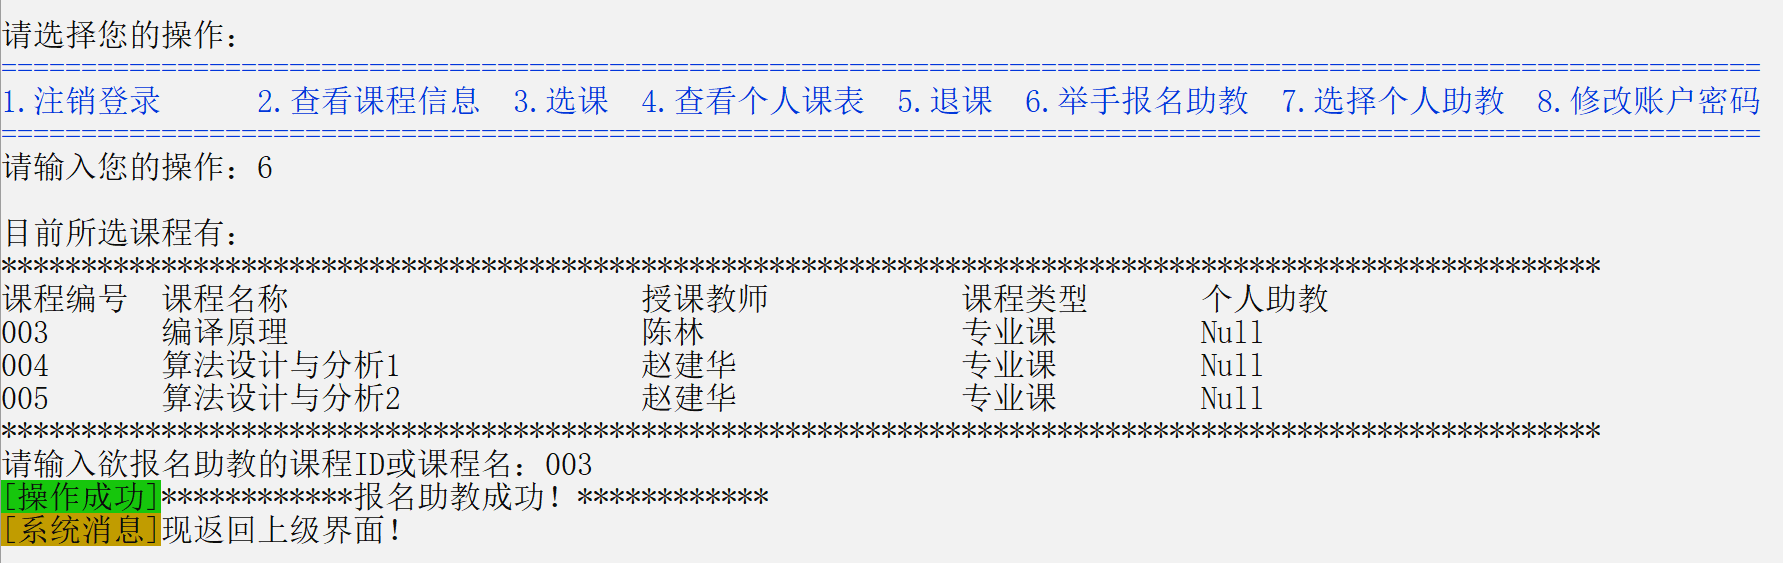 请选择您的操作：
==============================================================================================================
1.注销登录      2.查看课程信息  3.选课  4.查看个人课表  5.退课  6.举手报名助教  7.选择个人助教  8.修改账户密码
==============================================================================================================
请输入您的操作：6
目前所选课程有：
****************************************************************************************************
课程编号  课程名称                      授课教师            课程类型       个人助教
003       编译原理                      陈林                专业课         Null
004       算法设计与分析1               赵建华              专业课         Null
005       算法设计与分析2               赵建华              专业课         Null
****************************************************************************************************
请输入欲报名助教的课程ID或课程名：003
[操作成功]************报名助教成功！************
[系统消息]现返回上级界面！